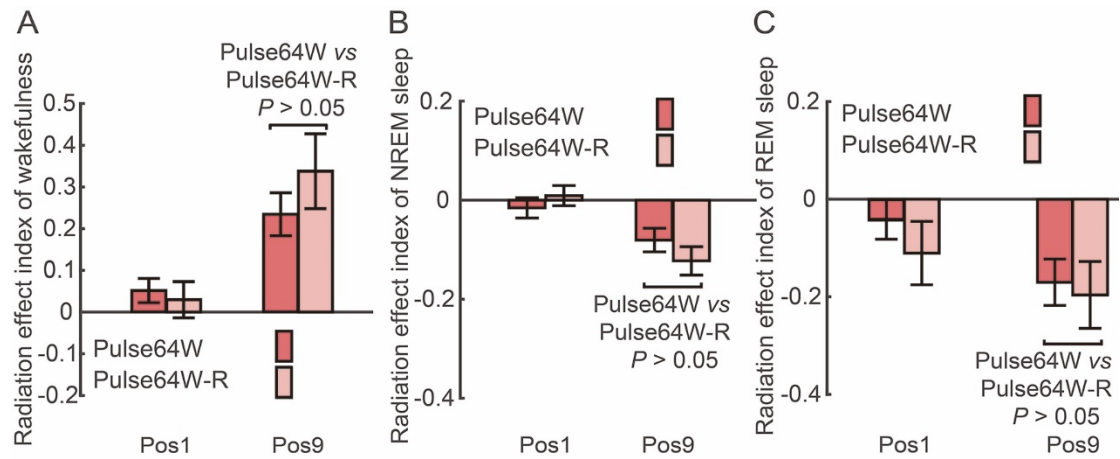 A
Radiation effect index of wakefulness
Pulse64W vs
Pulse64W-R
P > 0.05
0.5
0.4
0.3
0.2
0.1
0
-0.1
-0.2
Pulse64W
Pulse64W-R
Pos1
Pos9
B
Radiation effect index of NREM sleep
0.2
0
-0.2
-0.4
Pulse64W
Pulse64W-R
Pulse64W vs
Pulse64W-R
P > 0.05
Pos1
Pos9
C
Radiation effect index of REM sleep
0.2
0
-0.2
-0.4
Pulse64W
Pulse64W-R
Pulse64W vs
Pulse64W-R
P > 0.05
Pos1
Pos9